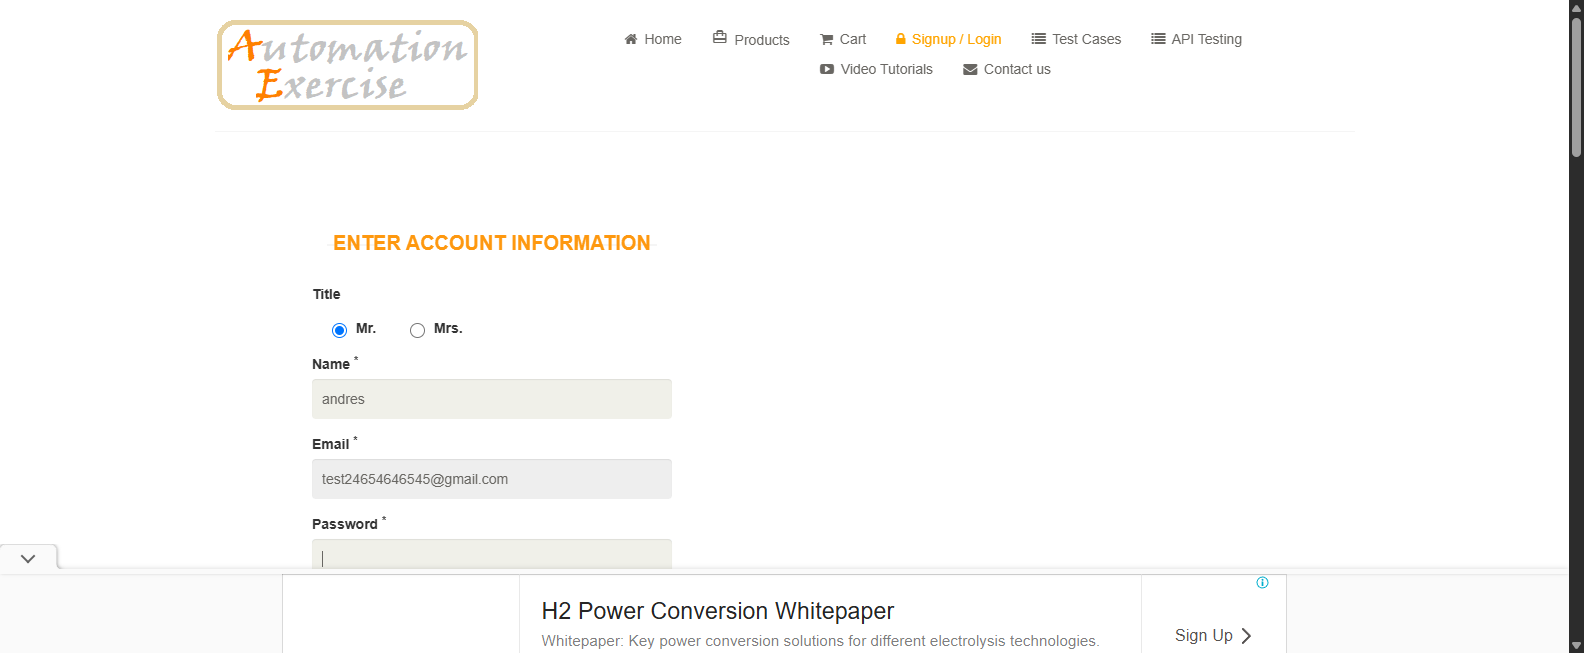 Automation
Exercise
Home
Products
Cart
Signup / Login
Test Cases
API Testing
Video Tutorials
Contact us
ENTER ACCOUNT INFORMATION
Title
Mr.
Mrs.
Name *
andres
Email *
test24654646545@gmail.com
Password *
H2 Power Conversion Whitepaper
Whitepaper: Key power conversion solutions for different electrolysis technologies.
Sign Up